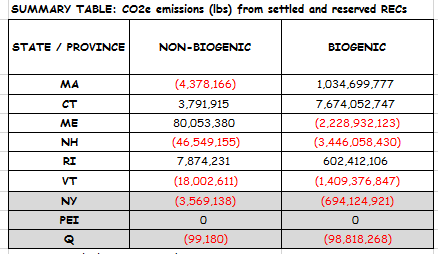 SUMMARY TABLE: CO2e emissions (lbs) from settled and reserved RECs
STATE / PROVINCE NON-BIOGENIC BIOGENIC
MA (4,378,166) 1,034,699,777
CT 3,791,915 7,674,052,747
ME 80,053,380 (2,228,932,123)
NH (46,549,155) (3,446,058,430)
RI 7,874,231 602,412,106
VT (18,002,611) (1,409,376,847)
NY (3,569,138) (694,124,921)
PEI 0 0
Q (99,180) (98,818,268)